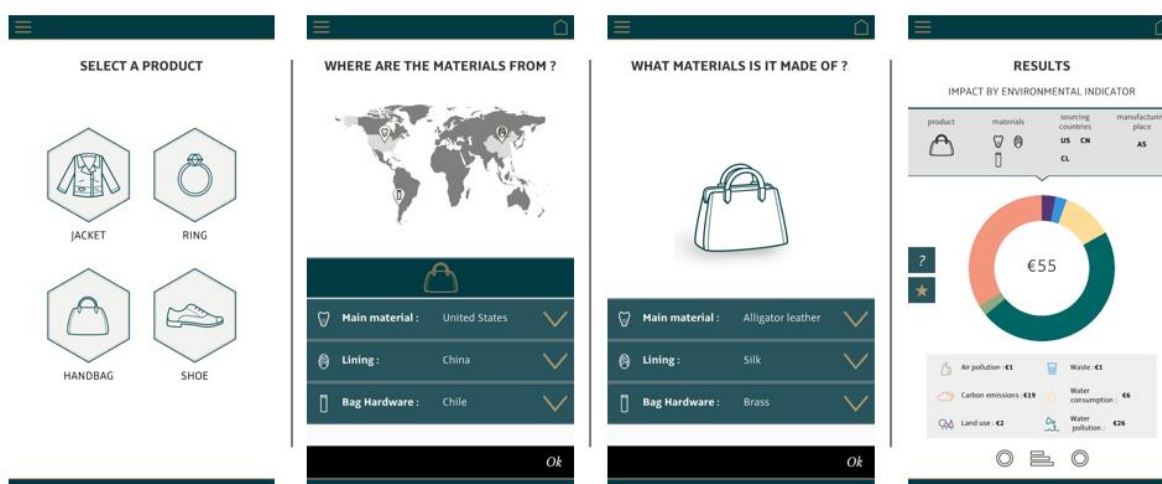 SELECT A PRODUCT
JACKET
RING
HANDBAG
SHOE
WHERE ARE THE MATERIALS FROM ?
Main material : United States
Lining : China
Bag Hardware : Chile
Ok
WHAT MATERIALS IS IT MADE OF ?
Main material : Alligator leather
Lining : Silk
Bag Hardware : Brass
Ok
RESULTS
IMPACT BY ENVIRONMENTAL INDICATOR
product
materials
sourcing
countries
US CN
CL
manufacturing
place
AS
?
€55
Air pollution : €1
Waste : €1
Carbon emissions : €19
Water
consumption : €6
Land use : €2
Water
pollution : €26